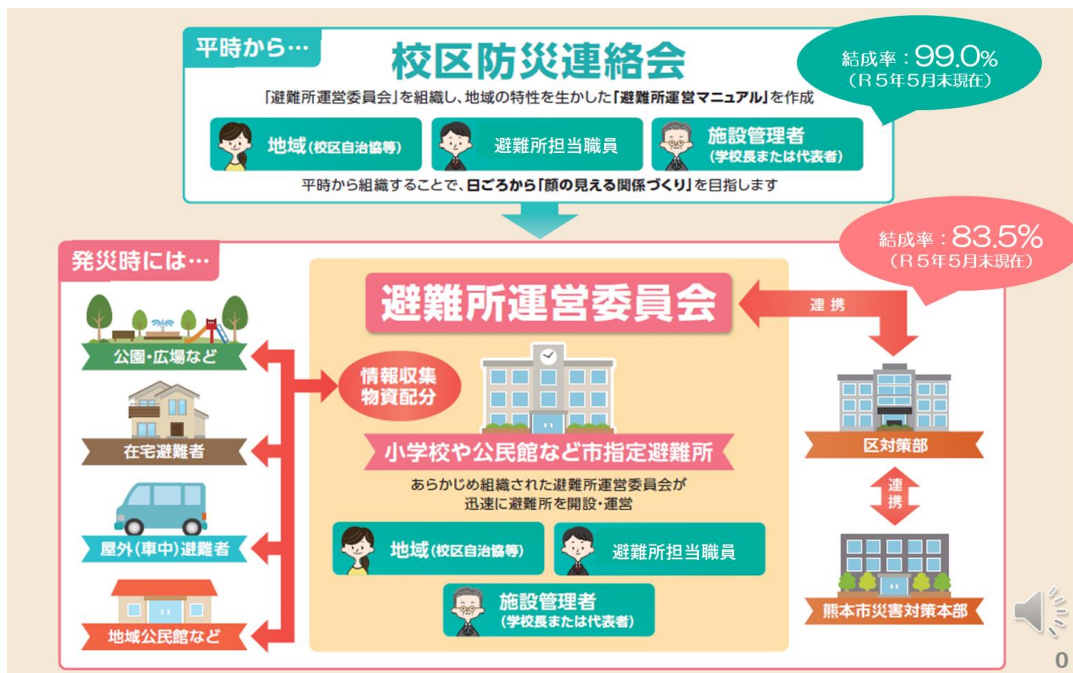 平時から…
校区防災連絡会
結成率：99.0%
（R５年５月末現在）
「避難所運営委員会」を組織し、地域の特性を生かした「避難所運営マニュアル」を作成
地域(校区自治協等)
避難所担当職員
施設管理者
(学校長または代表者)
平時から組織することで、日ごろから「顔の見える関係づくり」を目指します
結成率：83.5%
（R５年５月末現在）
発災時には…
避難所運営委員会
連携
公園・広場など
情報収集
物資配分
在宅避難者
小学校や公民館など市指定避難所
区対策部
あらかじめ組織された避難所運営委員会が
迅速に避難所を開設・運営
連携
屋外(車中)避難者
地域(校区自治協等)
避難所担当職員
施設管理者
(学校長または代表者)
地域公民館など
熊本市災害対策本部
0